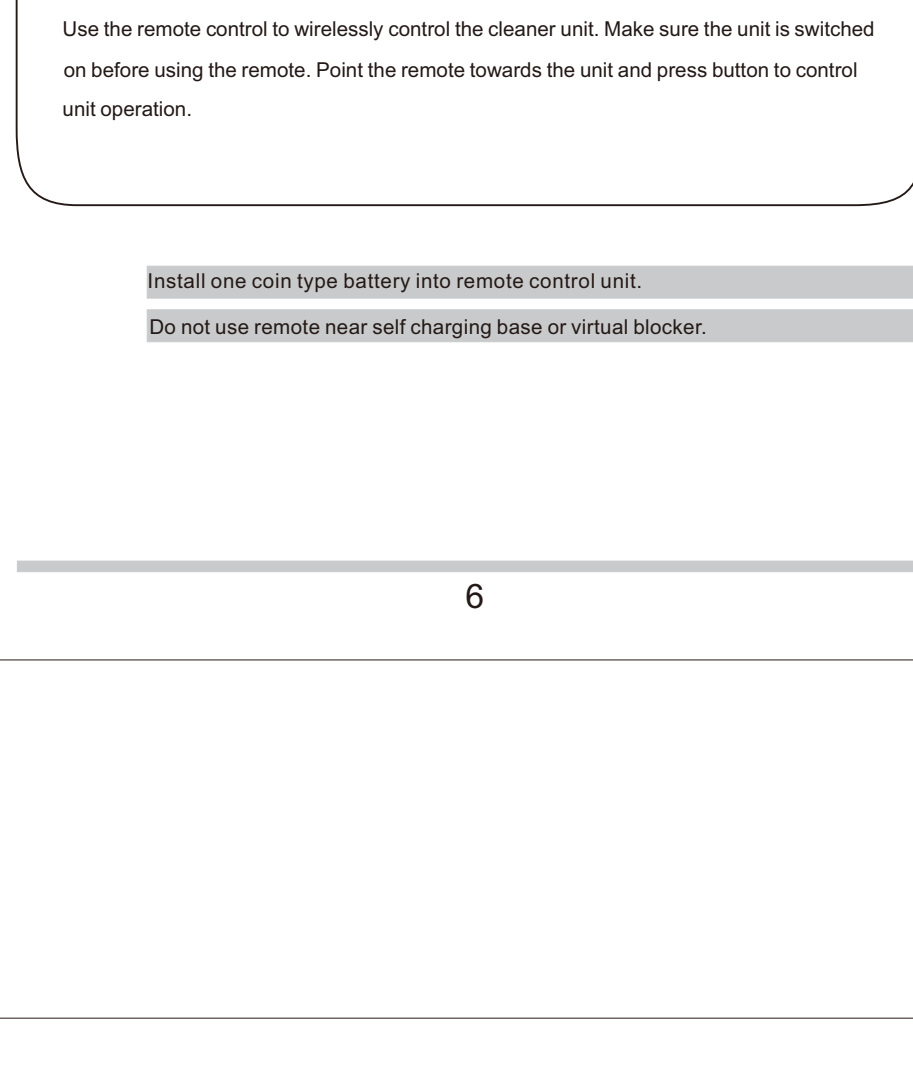 Use the remote control to wirelessly control the cleaner unit. Make sure the unit is switched
on before using the remote. Point the remote towards the unit and press button to control
unit operation.
Install one coin type battery into remote control unit.
Do not use remote near self charging base or virtual blocker.
6